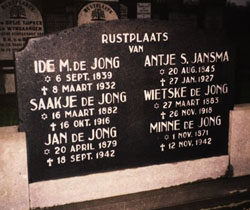 RUSTPLAATS
VAN
IDE M. DE JONG
* 6 SEPT. 1839
✝ 8 MAART 1932
SAAKJE DE JONG
* 16 MAART 1882
✝ 16 OKT. 1916
JAN DE JONG
* 20 APRIL 1879
✝ 18 SEPT. 1942
ANTJE S. JANSMA
* 20 AUG. 1845
✝ 27 JAN. 1927
WIETSKE DE JONG
* 27 MAART 1883
✝ 26 NOV. 1918
MINNE DE JONG
* 1 NOV. 1871
✝ 12 NOV. 1942